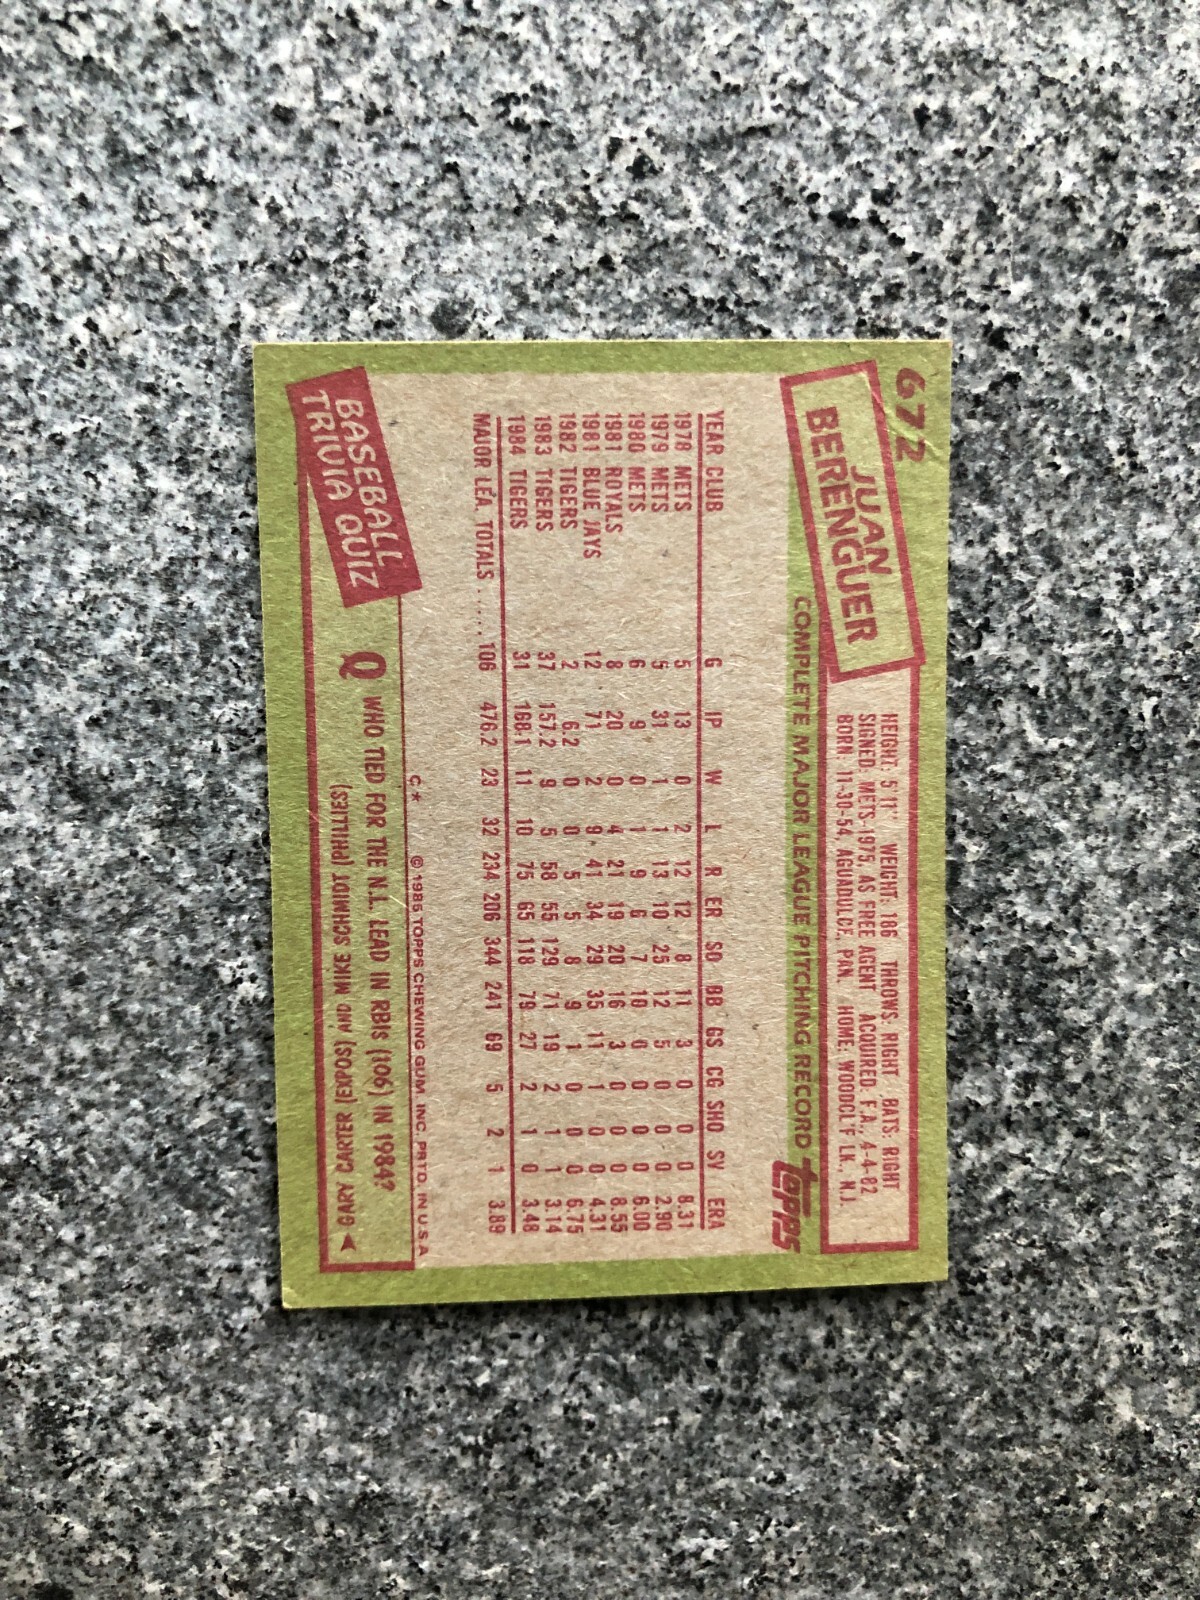 672
JUAN
BERENGUER
HEIGHT: 5'11" WEIGHT: 186 THROWS: RIGHT BATS: RIGHT
SIGNED: METS-1975, AS FREE AGENT ACQUIRED: F.A., 4-4-82
BORN: 11-30-54, AGUADULCE, PAN. HOME: WOODCL'F LK., N.J.
COMPLETE MAJOR LEAGUE PITCHING RECORD topps
YEAR CLUB G IP W L R ER SO BB GS CG SHO SV ERA
1978 METS 5 13 0 2 12 12 8 11 3 0 0 0 8.31
1979 METS 5 31 1 1 13 10 25 12 5 0 0 0 2.90
1980 METS 6 9 0 1 9 6 7 10 0 0 0 0 6.00
1981 ROYALS 8 20 0 4 21 19 20 16 3 0 0 0 8.55
1981 BLUE JAYS 12 71 2 9 41 34 29 35 11 1 0 0 4.31
1982 TIGERS 2 6.2 0 0 5 5 8 9 1 0 0 0 6.75
1983 TIGERS 37 157.2 9 5 58 55 129 71 19 2 1 1 3.14
1984 TIGERS 31 168.1 11 10 75 65 118 79 27 2 1 0 3.48
MAJOR LEA. TOTALS ...... 106 476.2 23 32 234 206 344 241 69 5 2 1 3.89
C* ©1985 TOPPS CHEWING GUM, INC. PRTD. IN U.S.A.
BASEBALL
TRIVIA QUIZ
Q WHO TIED FOR THE N.L. LEAD IN RBIS (106) IN 1984?
GARY CARTER (EXPOS) AND MIKE SCHMIDT (PHILLIES)